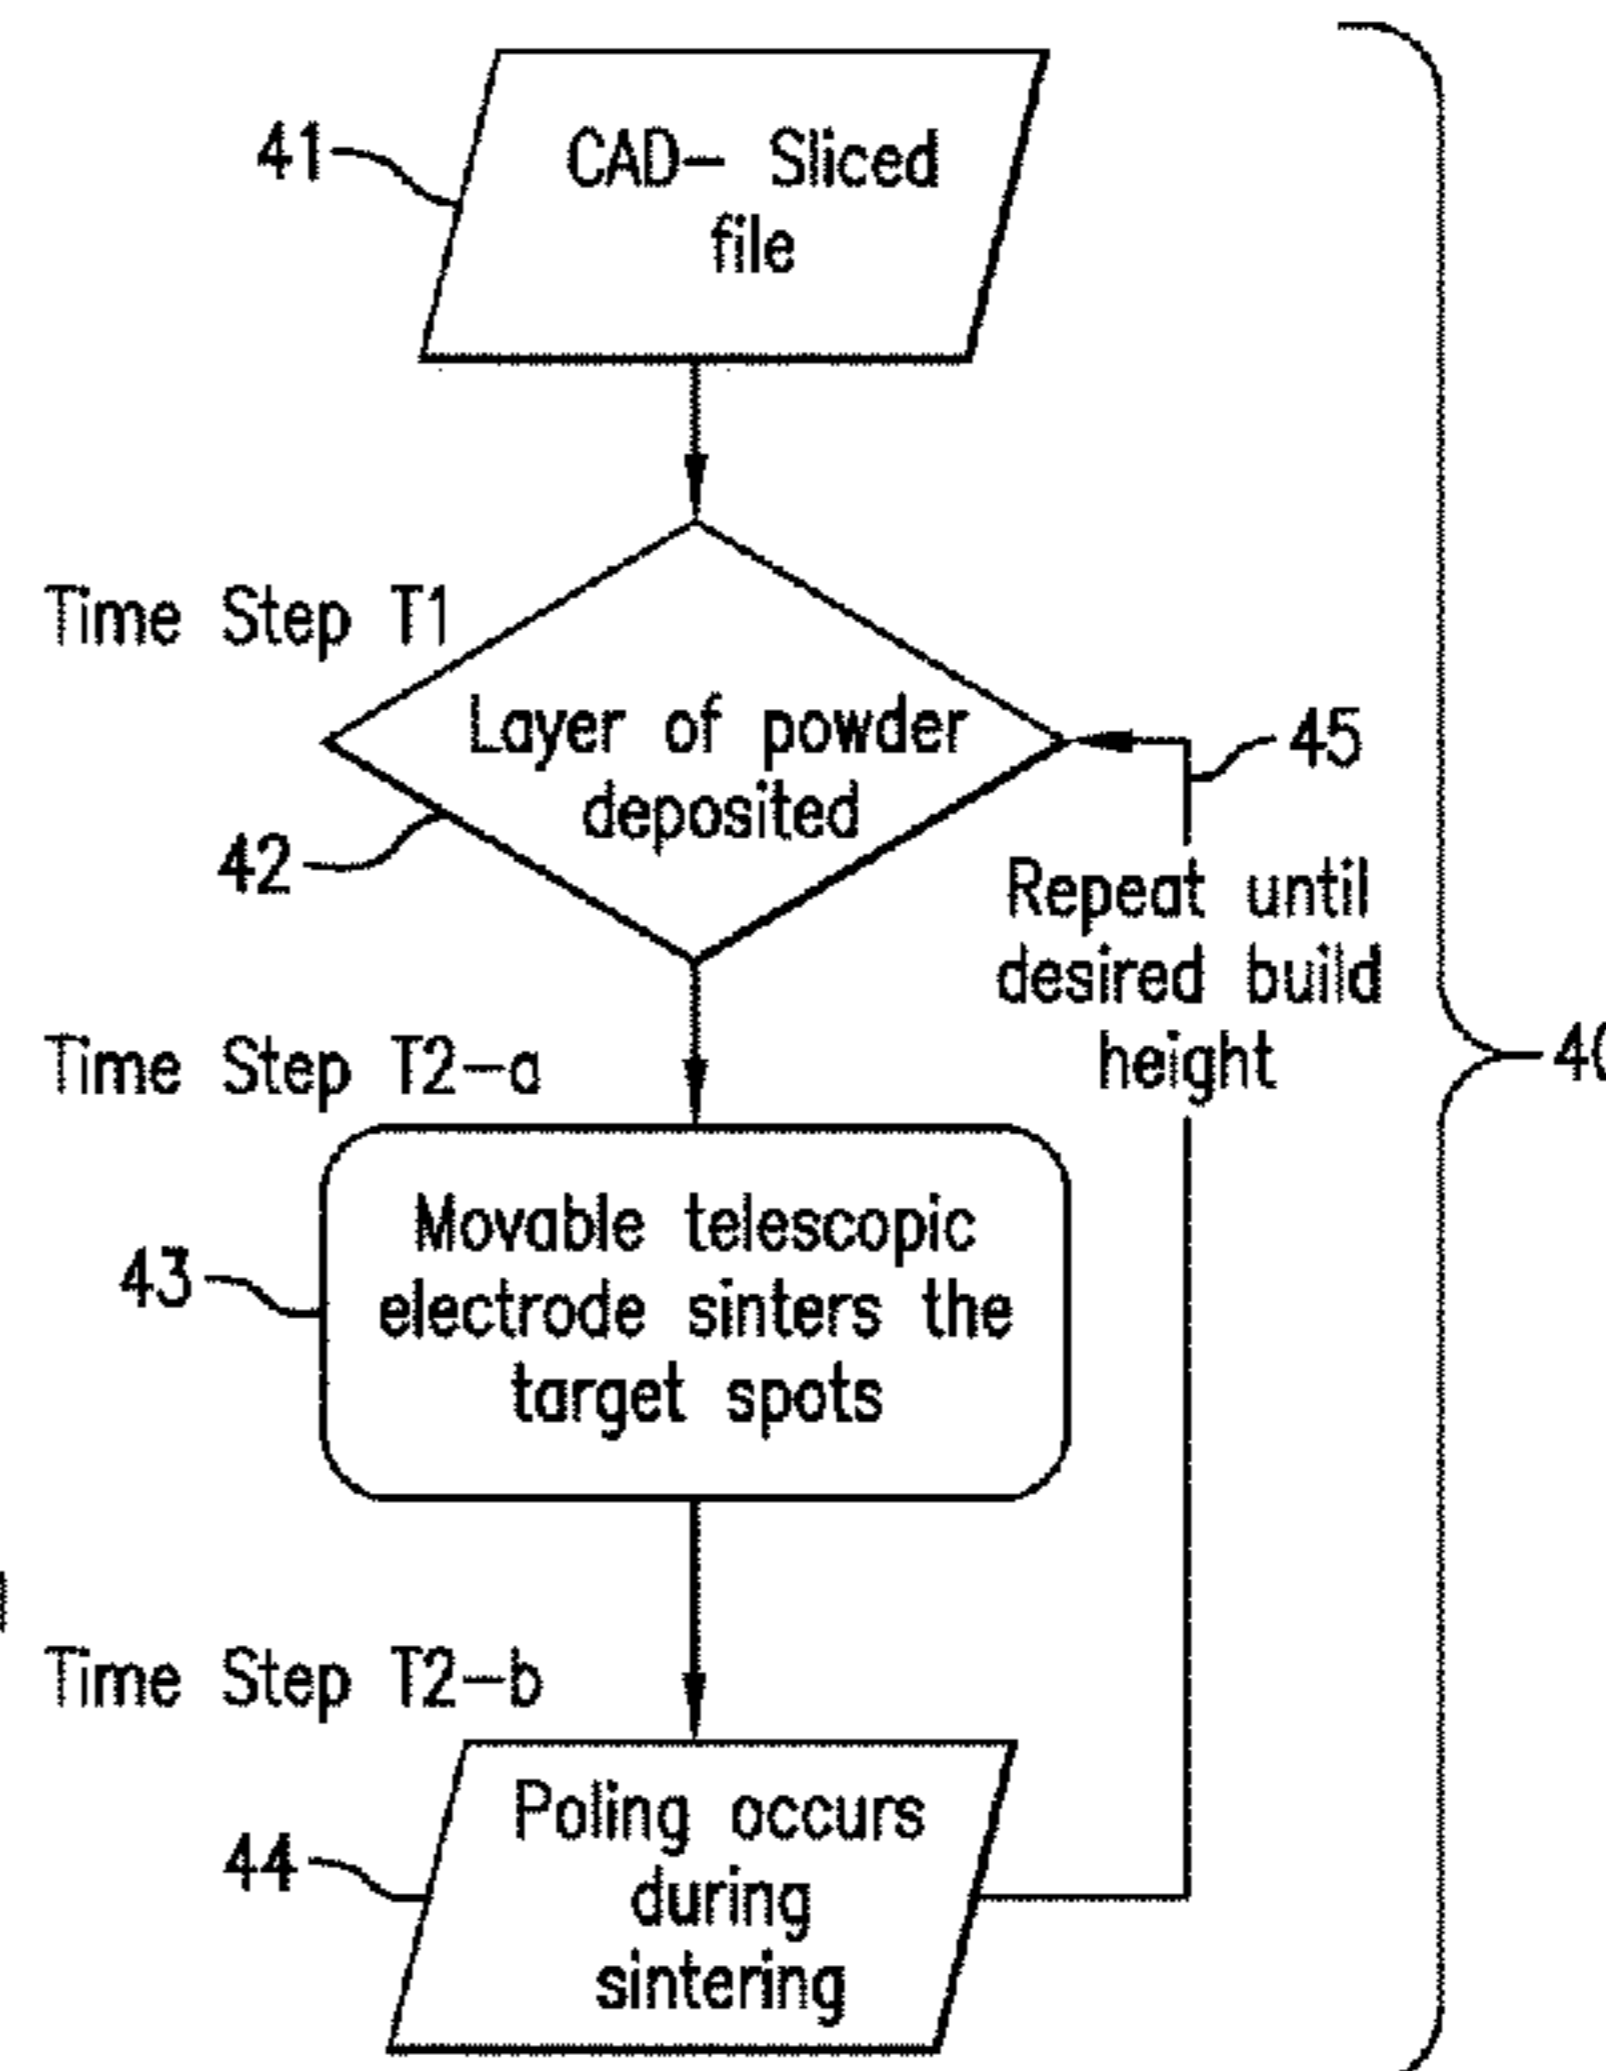 41
CAD- Sliced
file
Time Step T1
Layer of powder
deposited
42
45
Repeat until
desired build
height
40
Time Step T2-a
43
Movable telescopic
electrode sinters the
target spots
Time Step T2-b
44
Poling occurs
during
sintering